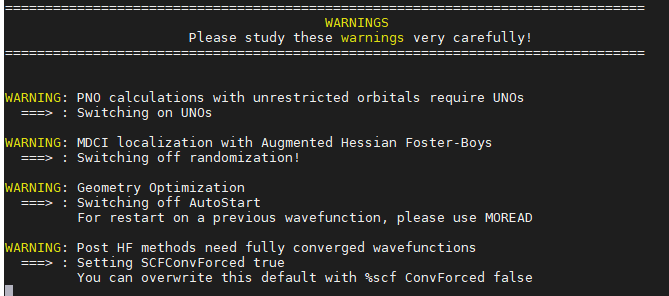 ================================================================================
WARNINGS
Please study these warnings very carefully!
================================================================================
WARNING: PNO calculations with unrestricted orbitals require UNOs
===> : Switching on UNOs
WARNING: MDCI localization with Augmented Hessian Foster-Boys
===> : Switching off randomization!
WARNING: Geometry Optimization
===> : Switching off AutoStart
For restart on a previous wavefunction, please use MOREAD
WARNING: Post HF methods need fully converged wavefunctions
===> : Setting SCFConvForced true
You can overwrite this default with %scf ConvForced false